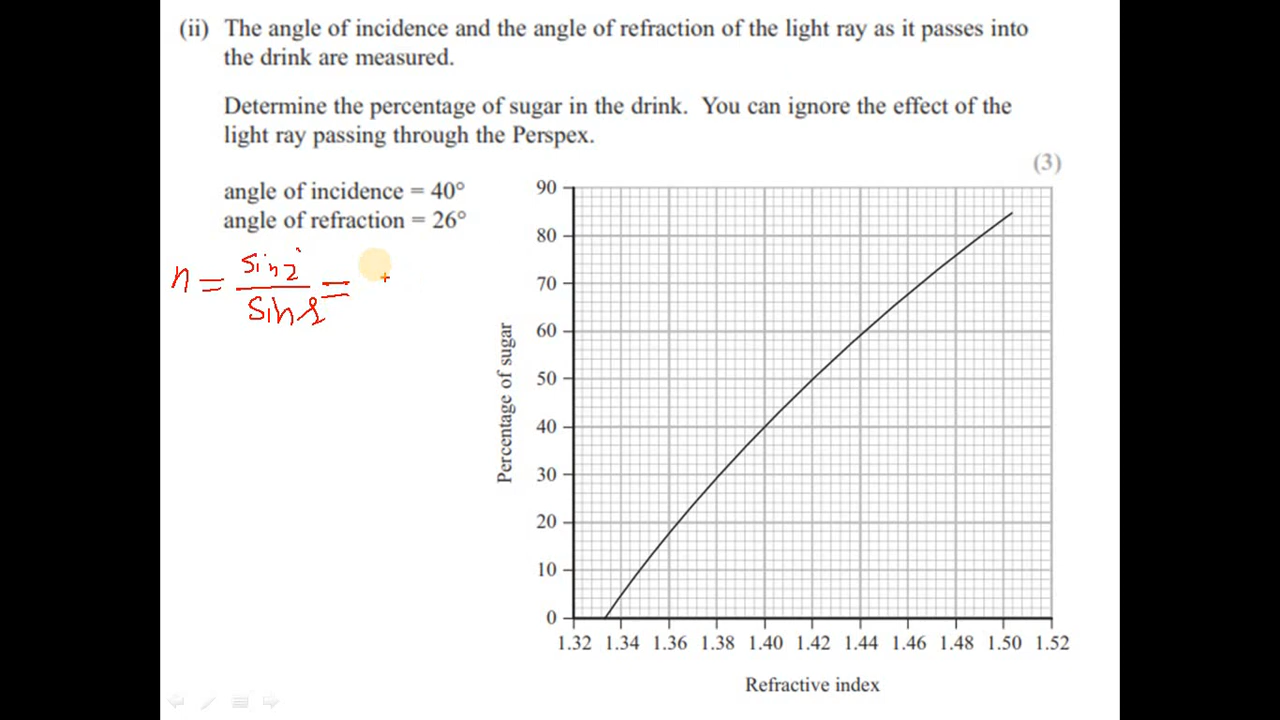 (ii) The angle of incidence and the angle of refraction of the light ray as it passes into
the drink are measured.
Determine the percentage of sugar in the drink. You can ignore the effect of the
light ray passing through the Perspex.
(3)
angle of incidence = 40°
angle of refraction = 26°
n = sin i / sin r =
Percentage of sugar
90
80
70
60
50
40
30
20
10
0
1.32 1.34 1.36 1.38 1.40 1.42 1.44 1.46 1.48 1.50 1.52
Refractive index